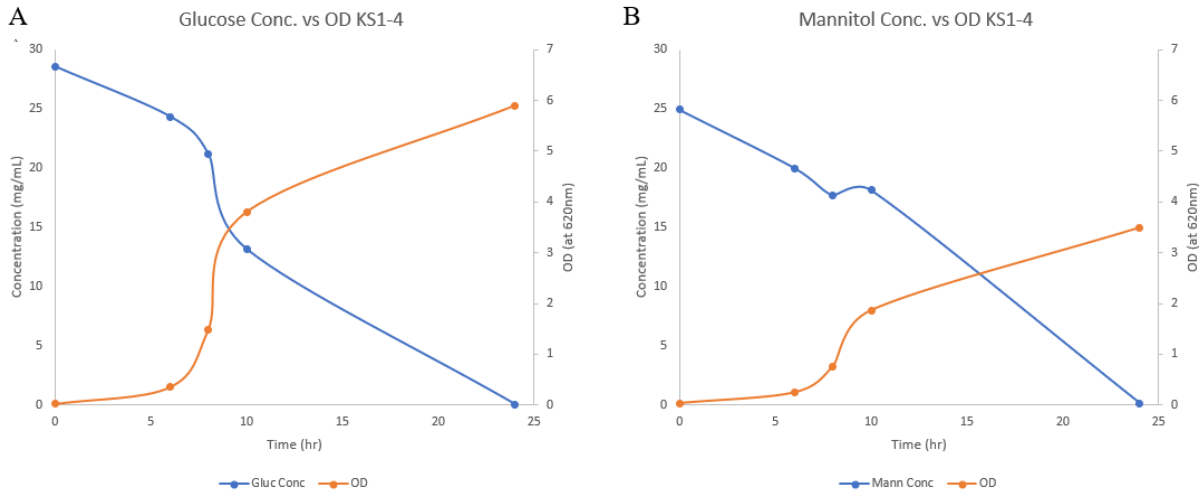 A
Glucose Conc. vs OD KS1-4
30
25
20
15
10
5
0
Concentration (mg/mL)
7
6
5
4
3
2
1
0
OD (at 620nm)
0 5 10 15 20 25
Time (hr)
Gluc Conc OD
B
Mannitol Conc. vs OD KS1-4
30
25
20
15
10
5
0
Concentration (mg/mL)
7
6
5
4
3
2
1
0
OD (at 620nm)
0 5 10 15 20 25
Time (hr)
Mann Conc OD